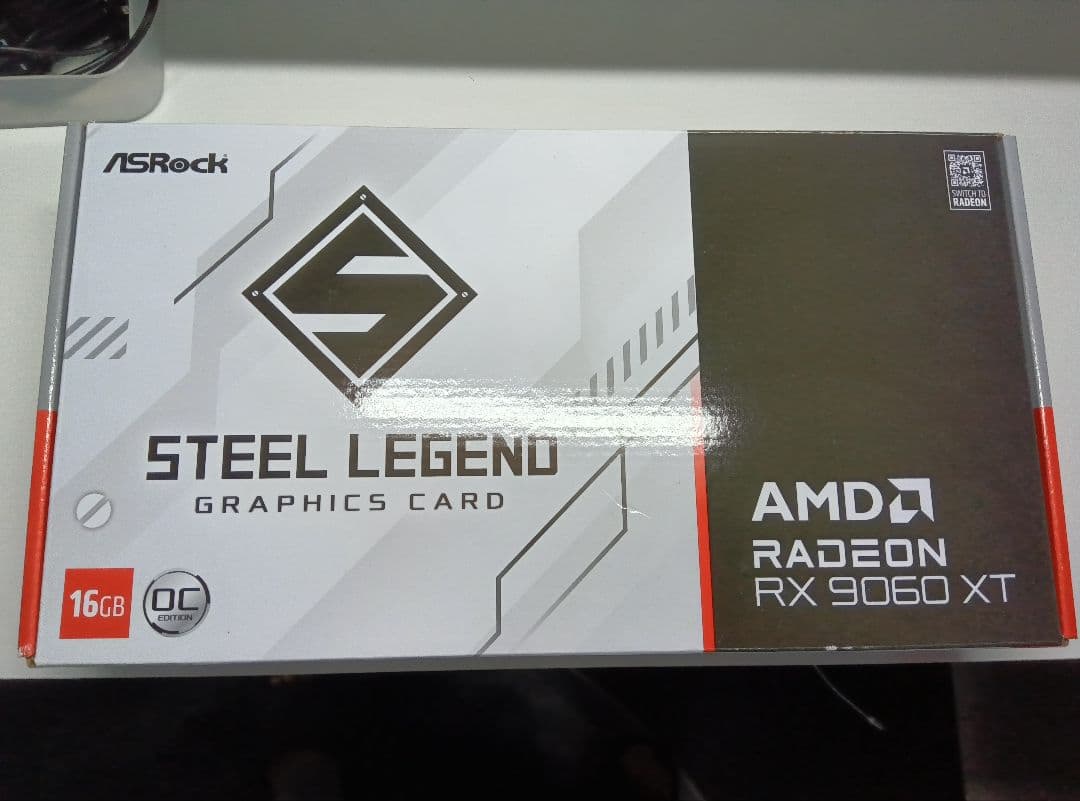 ASRock
STEEL LEGEND
GRAPHICS CARD
16GB
OC
EDITION
SWITCH TO
RADEON
AMD
RADEON
RX 9060 XT